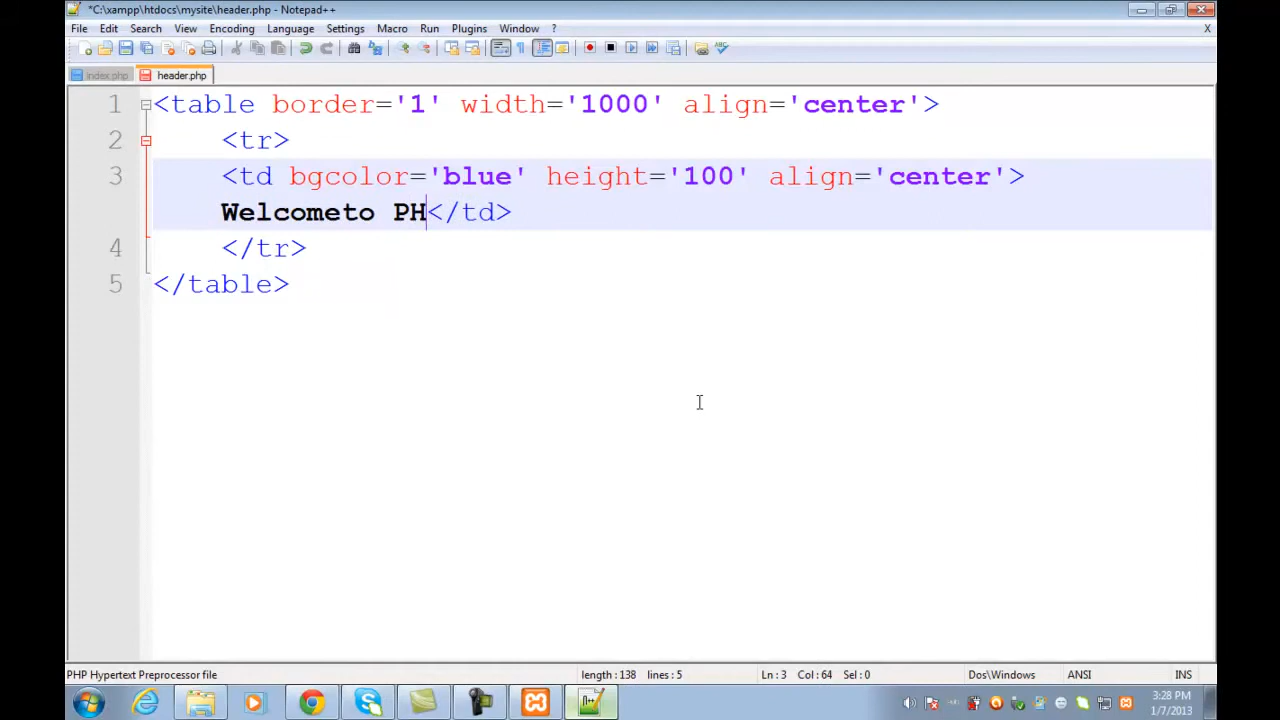 *C:\xampp\htdocs\mysite\header.php - Notepad++
File Edit Search View Encoding Language Settings Macro Run Plugins Window ? X
index.php header.php
1 <table border='1' width='1000' align='center'>
2 <tr>
3 <td bgcolor='blue' height='100' align='center'>
Welcometo PH</td>
4 </tr>
5 </table>
PHP Hypertext Preprocessor file length : 138 lines : 5 Ln : 3 Col : 64 Sel : 0 Dos\Windows ANSI INS
3:28 PM
1/7/2013